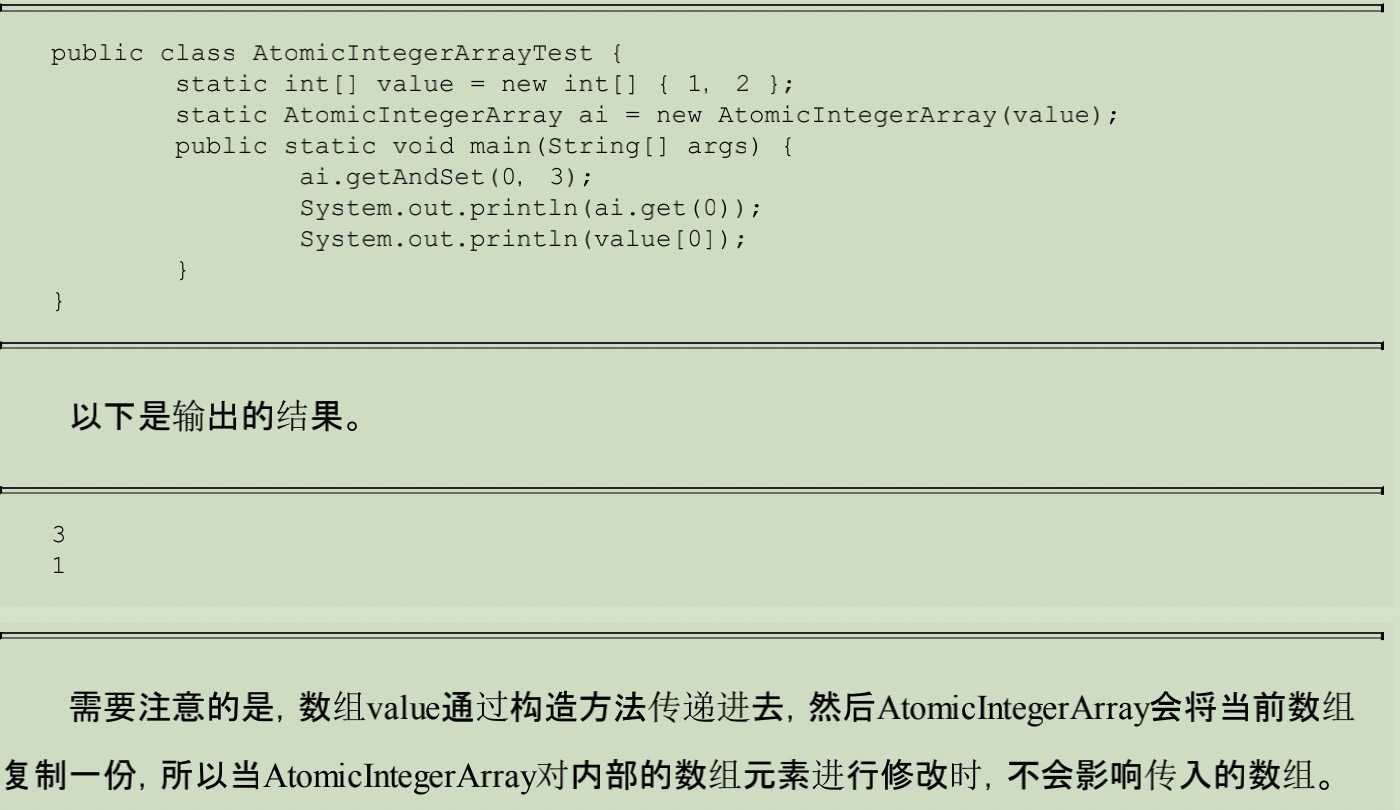 public class AtomicIntegerArrayTest {
        static int[] value = new int[] { 1, 2 };
        static AtomicIntegerArray ai = new AtomicIntegerArray(value);
        public static void main(String[] args) {
                ai.getAndSet(0, 3);
                System.out.println(ai.get(0));
                System.out.println(value[0]);
        }
}
以下是输出的结果。
3
1
需要注意的是，数组value通过构造方法传递进去，然后AtomicIntegerArray会将当前数组
复制一份，所以当AtomicIntegerArray对内部的数组元素进行修改时，不会影响传入的数组。